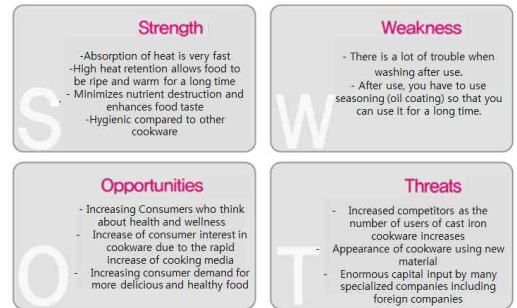 Strength
-Absorption of heat is very fast
-High heat retention allows food to
be ripe and warm for a long time
- Minimizes nutrient destruction and
enhances food taste
-Hygienic compared to other
cookware
S
Weakness
- There is a lot of trouble when
washing after use.
- After use, you have to use
seasoning (oil coating) so that you
can use it for a long time.
W
Opportunities
- Increasing Consumers who think
about health and wellness
- Increase of consumer interest in
cookware due to the rapid
increase of cooking media
- Increasing consumer demand for
more delicious and healthy food
O
Threats
- Increased competitors as the
number of users of cast iron
cookware increases
- Appearance of cookware using new
material
- Enormous capital input by many
specialized companies including
foreign companies
T